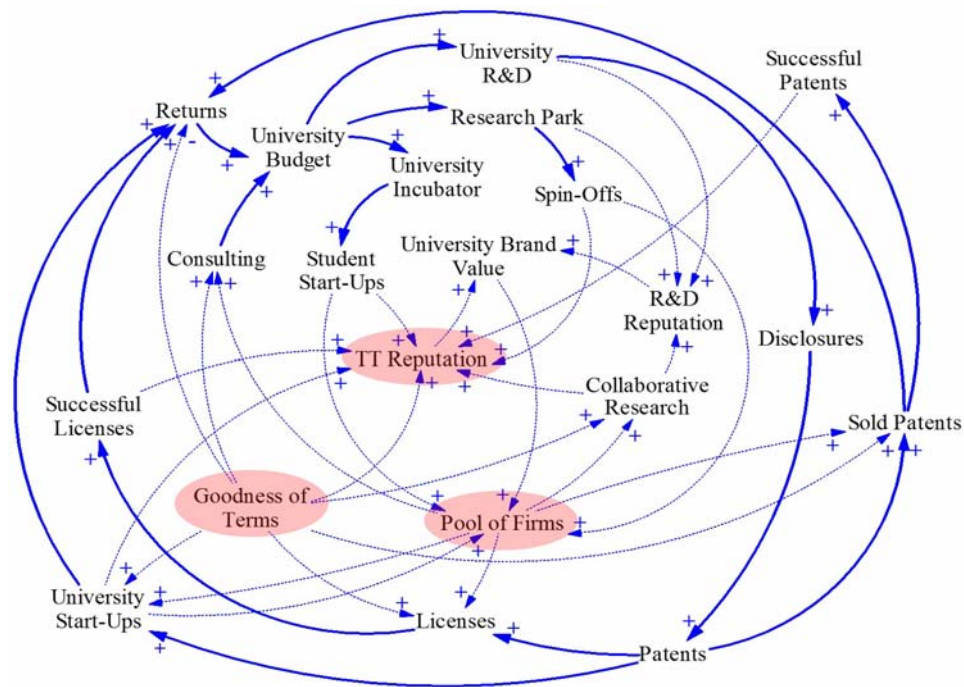 University
R&D
Successful
Patents
Returns
University
Budget
Research Park
University
Incubator
Spin-Offs
Consulting
Student
Start-Ups
University Brand
Value
R&D
Reputation
Disclosures
TT Reputation
Collaborative
Research
Successful
Licenses
Sold Patents
Goodness of
Terms
Pool of Firms
University
Start-Ups
Licenses
Patents